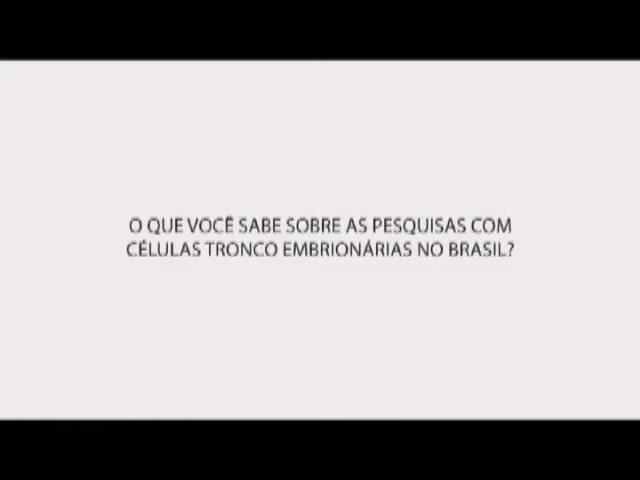 O QUE VOCÊ SABE SOBRE AS PESQUISAS COM
CÉLULAS TRONCO EMBRIONÁRIAS NO BRASIL?